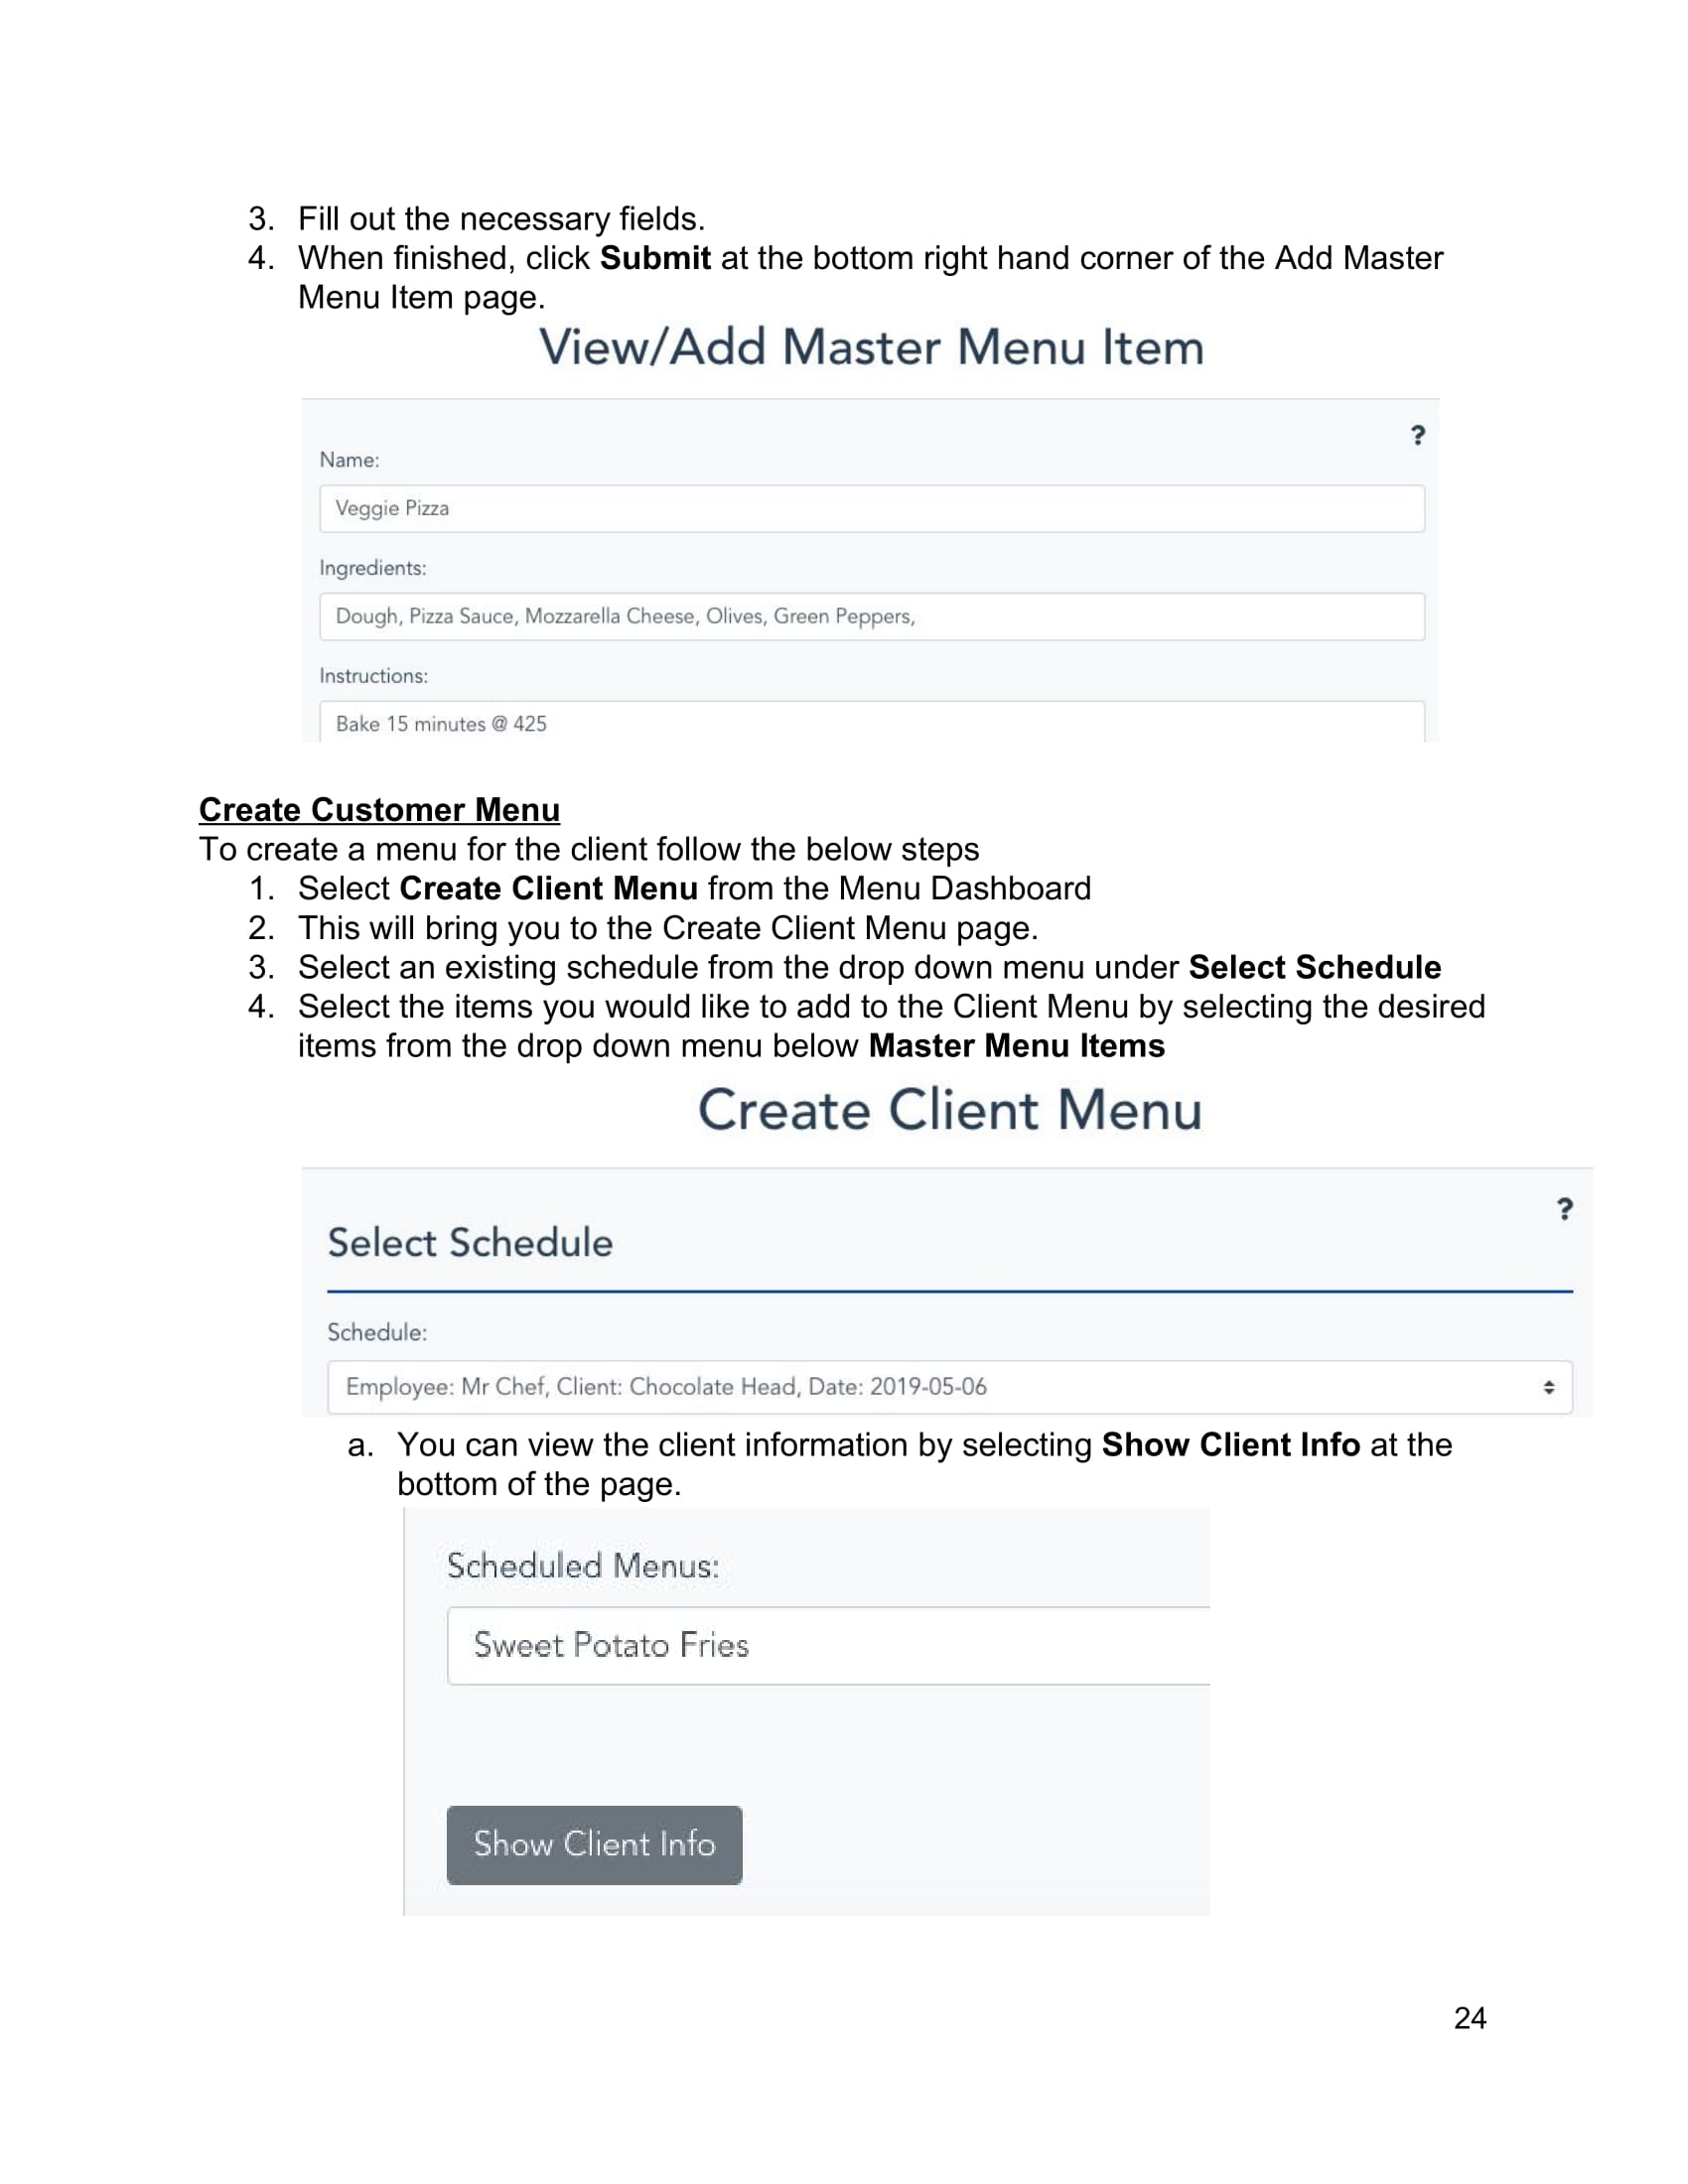 3. Fill out the necessary fields.
4. When finished, click Submit at the bottom right hand corner of the Add Master
Menu Item page.
View/Add Master Menu Item
?
Name:
Veggie Pizza
Ingredients:
Dough, Pizza Sauce, Mozzarella Cheese, Olives, Green Peppers,
Instructions:
Bake 15 minutes @ 425
Create Customer Menu
To create a menu for the client follow the below steps
1. Select Create Client Menu from the Menu Dashboard
2. This will bring you to the Create Client Menu page.
3. Select an existing schedule from the drop down menu under Select Schedule
4. Select the items you would like to add to the Client Menu by selecting the desired
items from the drop down menu below Master Menu Items
Create Client Menu
?
Select Schedule
Schedule:
Employee: Mr Chef, Client: Chocolate Head, Date: 2019-05-06
a. You can view the client information by selecting Show Client Info at the
bottom of the page.
Scheduled Menus:
Sweet Potato Fries
Show Client Info
24